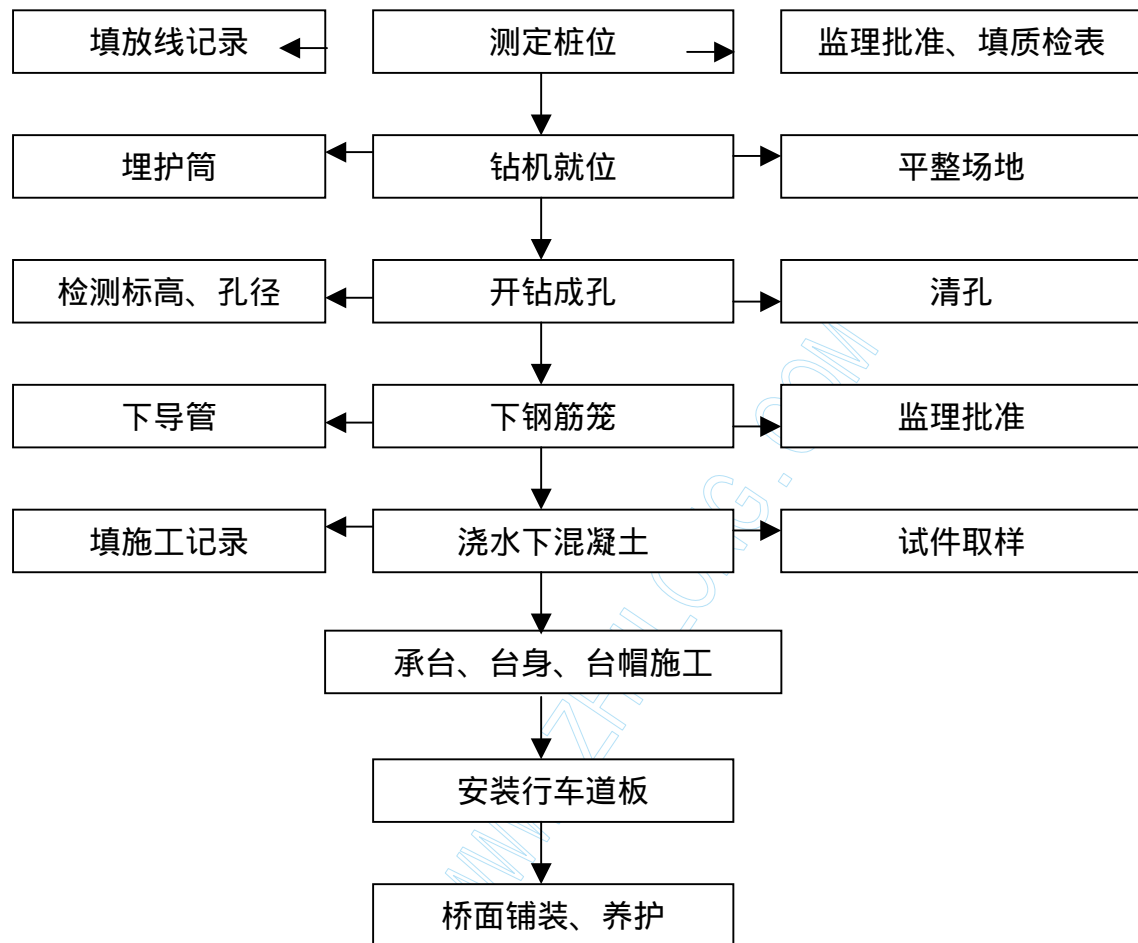 填放线记录
测定桩位
监理批准、填质检表
埋护筒
钻机就位
平整场地
检测标高、孔径
开钻成孔
清孔
下导管
下钢筋笼
监理批准
填施工记录
浇水下混凝土
试件取样
承台、台身、台帽施工
安装行车道板
桥面铺装、养护
WWW.ZHULONG.COM